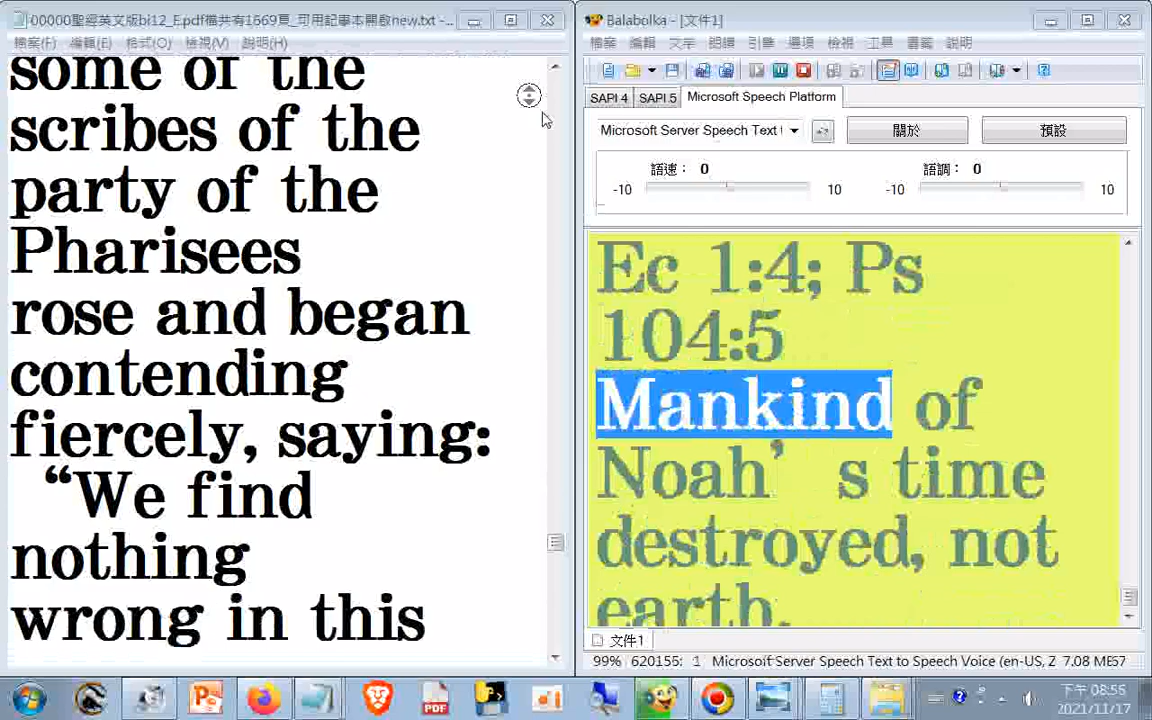 00000聖經英文版bi12_E.pdf檔共有1669頁_可用記事本開啟new.txt -...
檔案(F) 編輯(E) 格式(O) 檢視(V) 說明(H)
some of the
scribes of the
party of the
Pharisees
rose and began
contending
fiercely, saying:
“We find
nothing
wrong in this
Balabolka - [文件1]
檔案 編輯 文字 朗讀 引擎 選項 檢視 工具 書籤 說明
SAPI 4 SAPI 5 Microsoft Speech Platform
Microsoft Server Speech Text 關於 預設
語速： 0 語調： 0
-10 10 -10 10
Ec 1:4; Ps
104:5
Mankind of
Noah’s time
destroyed, not
earth.
文件1
99% 620155: 1 Microsoft Server Speech Text to Speech Voice (en-US, Z 7.08 ME57
PDF
下午 08:56
2021/11/17